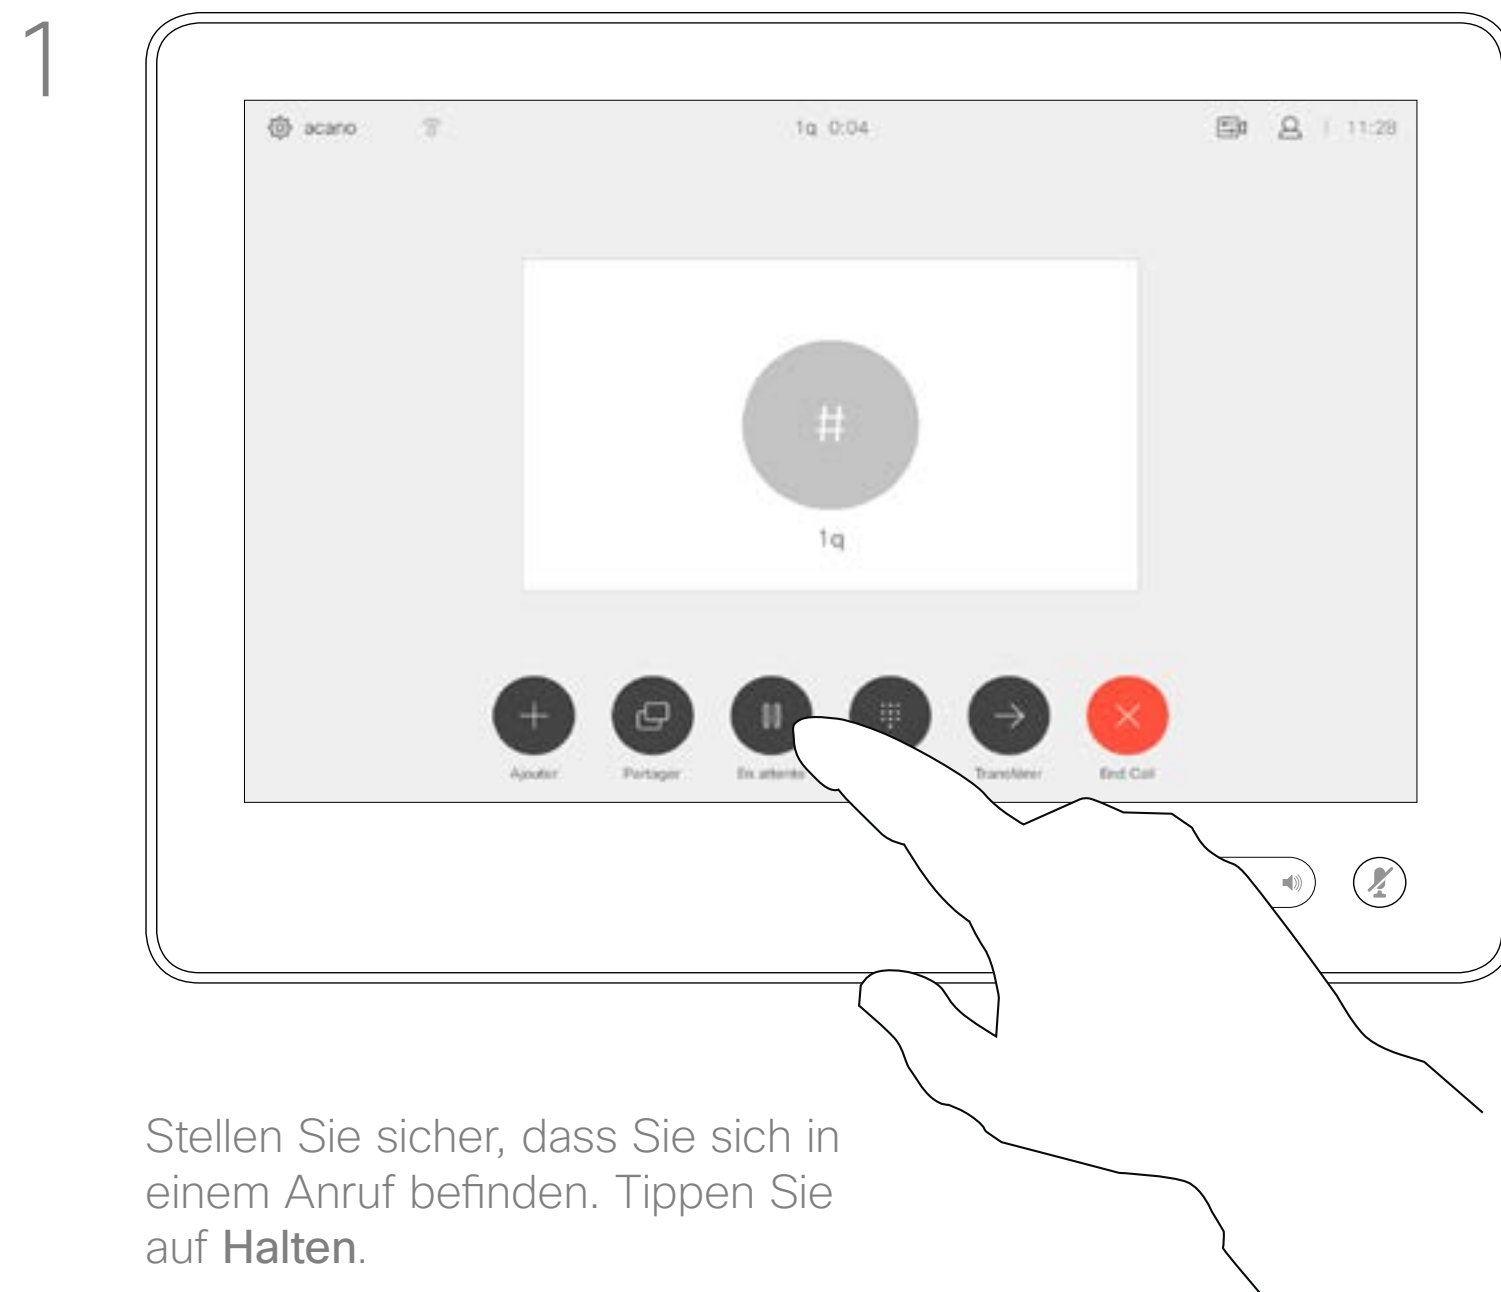 1
acano 1q 0:04 11:28
#
1q
Ajouter Partager En attente Transférer End Call
Stellen Sie sicher, dass Sie sich in
einem Anruf befinden. Tippen Sie
auf Halten.